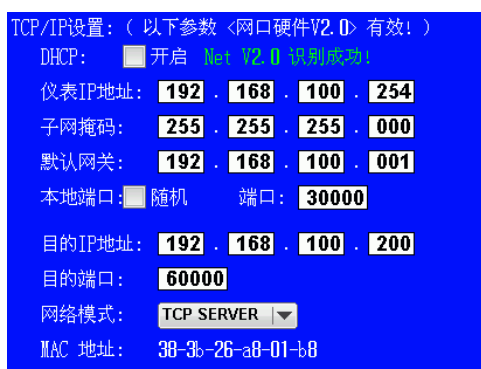 TCP/IP设置:( 以下参数 <网口硬件V2.0> 有效! )
DHCP: 开启 Net V2.0 识别成功!
仪表IP地址: 192 . 168 . 100 . 254
子网掩码: 255 . 255 . 255 . 000
默认网关: 192 . 168 . 100 . 001
本地端口: 随机 端口: 30000
目的IP地址: 192 . 168 . 100 . 200
目的端口: 60000
网络模式: TCP SERVER
MAC 地址: 38-3b-26-a8-01-b8